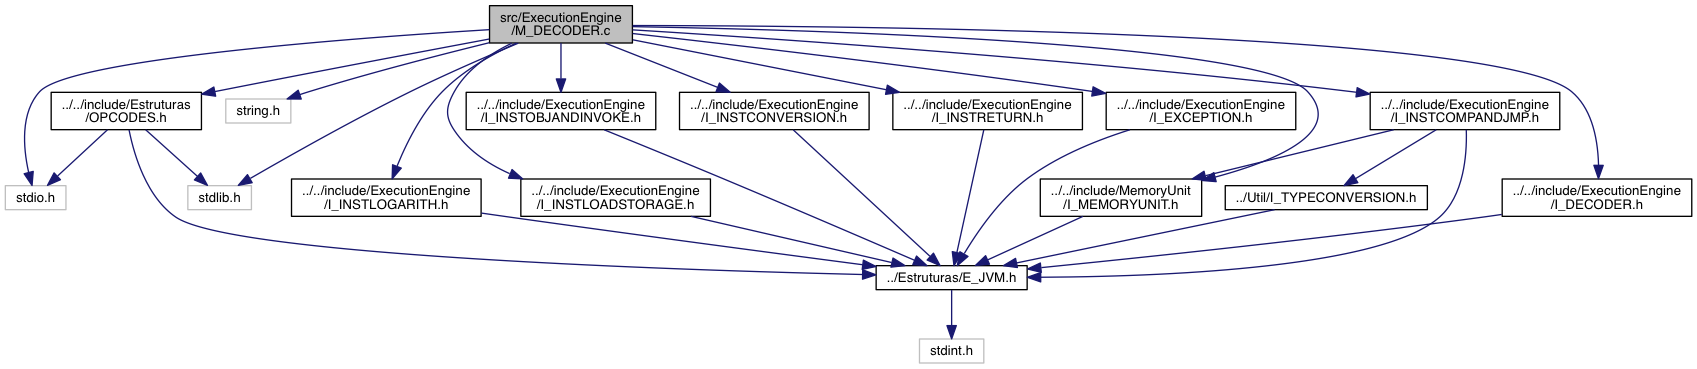 src/ExecutionEngine
/M_DECODER.c
../../include/Estruturas
/OPCODES.h
string.h
../../include/ExecutionEngine
/I_INSTOBJANDINVOKE.h
../../include/ExecutionEngine
/I_INSTCONVERSION.h
../../include/ExecutionEngine
/I_INSTRETURN.h
../../include/ExecutionEngine
/I_EXCEPTION.h
../../include/ExecutionEngine
/I_INSTCOMPANDJMP.h
stdio.h
stdlib.h
../../include/ExecutionEngine
/I_INSTLOGARITH.h
../../include/ExecutionEngine
/I_INSTLOADSTORAGE.h
../../include/MemoryUnit
/I_MEMORYUNIT.h
../Util/I_TYPECONVERSION.h
../../include/ExecutionEngine
/I_DECODER.h
../Estruturas/E_JVM.h
stdint.h